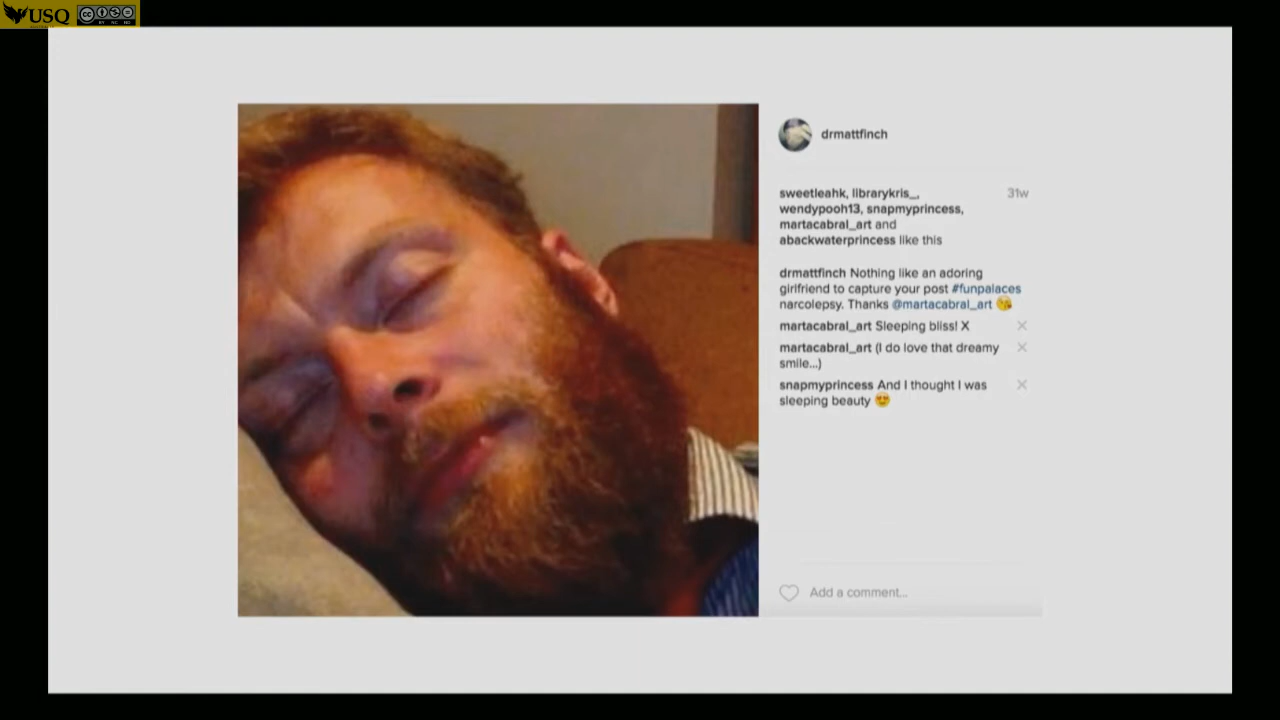 USQ
drmattfinch
sweetleahk, librarykris_, 31w
wendypooh13, snapmyprincess,
martacabral_art and
abackwaterprincess like this
drmattfinch Nothing like an adoring
girlfriend to capture your post #funpalaces
narcolepsy. Thanks @martacabral_art 😘
martacabral_art Sleeping bliss! X
martacabral_art (I do love that dreamy
smile...)
snapmyprincess And I thought I was
sleeping beauty 😍
Add a comment...